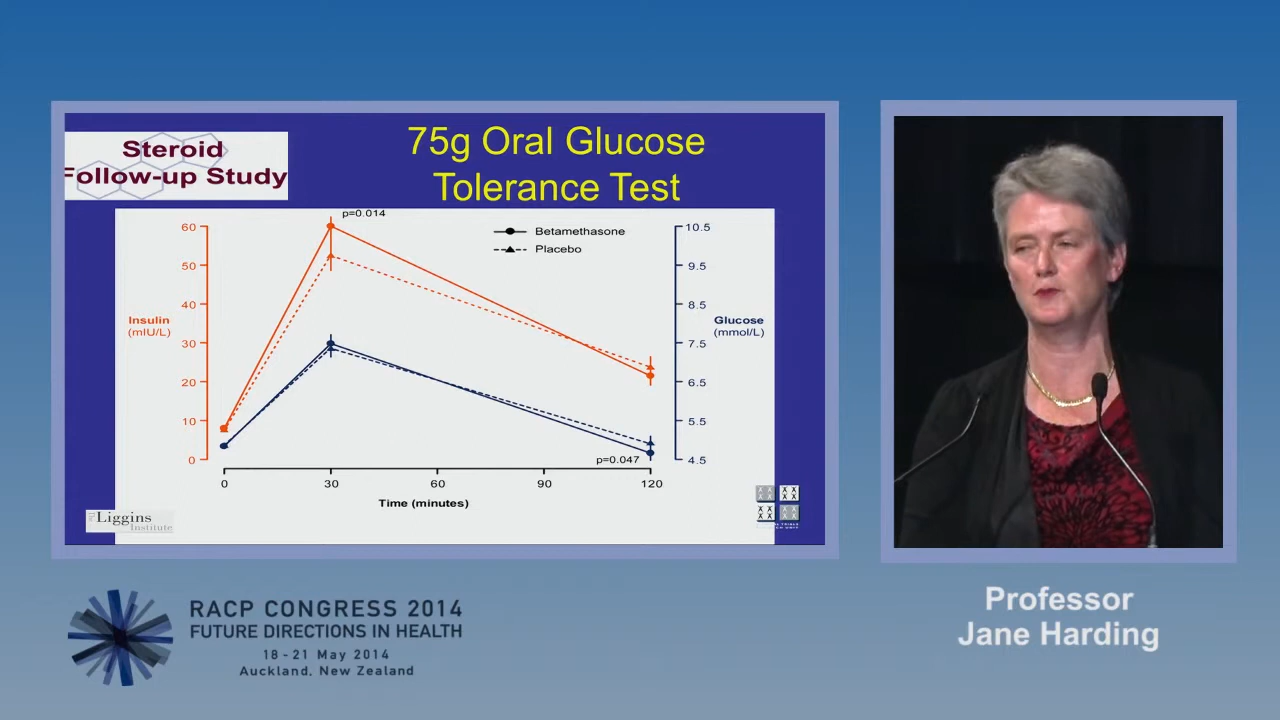 Steroid
Follow-up Study
75g Oral Glucose
Tolerance Test
p=0.014
Betamethasone
Placebo
60
50
40
30
20
10
0
Insulin
(mIU/L)
10.5
9.5
8.5
7.5
6.5
5.5
4.5
Glucose
(mmol/L)
p=0.047
0 30 60 90 120
Time (minutes)
Liggins
Institute
RACP CONGRESS 2014
FUTURE DIRECTIONS IN HEALTH
18 - 21 May 2014
Auckland, New Zealand
Professor
Jane Harding